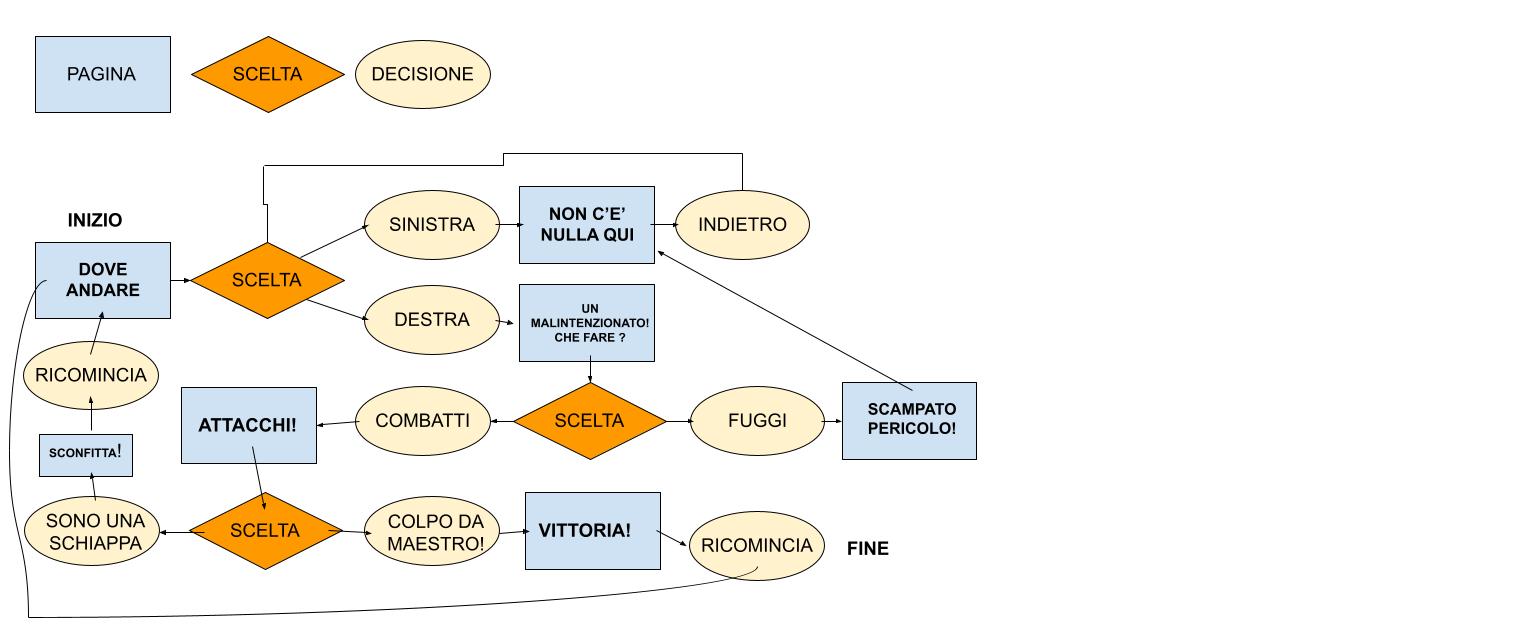 PAGINA
SCELTA
DECISIONE
INIZIO
DOVE
ANDARE
SCELTA
SINISTRA
NON C'E'
NULLA QUI
INDIETRO
DESTRA
UN
MALINTENZIONATO!
CHE FARE ?
RICOMINCIA
ATTACCHI!
COMBATTI
SCELTA
FUGGI
SCAMPATO
PERICOLO!
SCONFITTA!
SONO UNA
SCHIAPPA
SCELTA
COLPO DA
MAESTRO!
VITTORIA!
RICOMINCIA
FINE